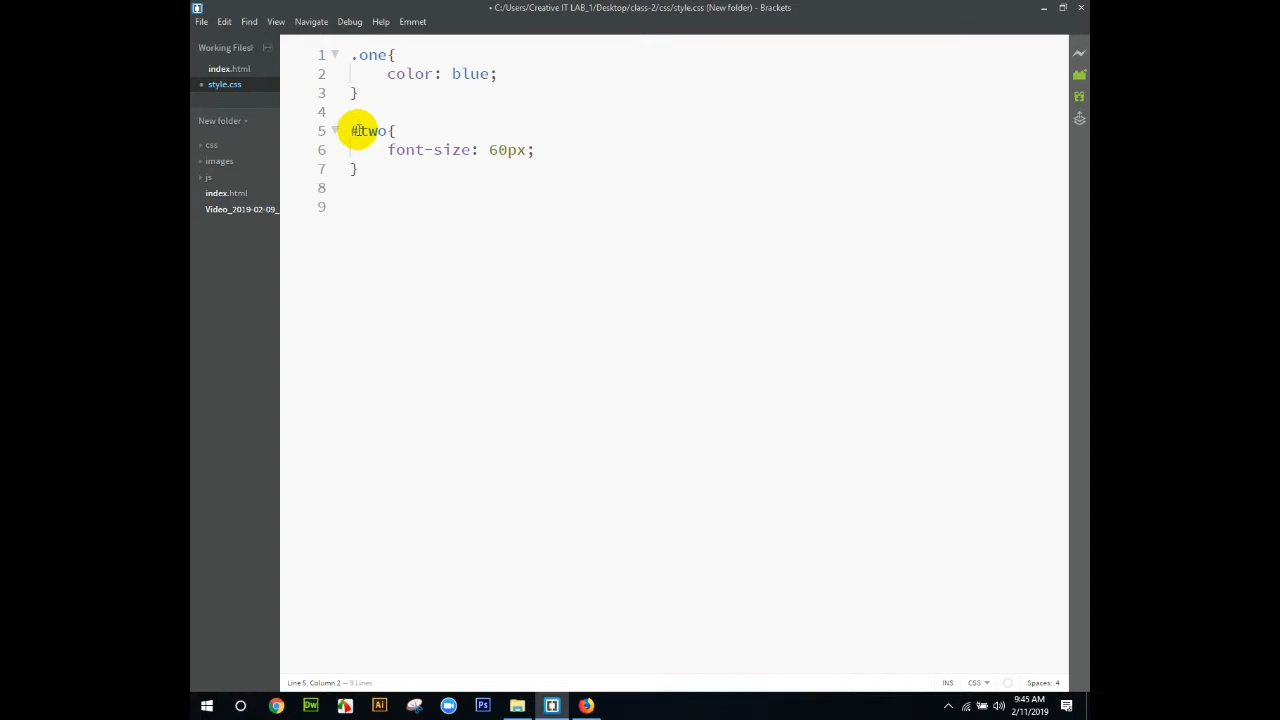 • C:/Users/Creative IT LAB_1/Desktop/class-2/css/style.css (New folder) - Brackets
File Edit Find View Navigate Debug Help Emmet
Working Files
index.html
style.css
New folder
css
images
js
index.html
Video_2019-02-09_
1 .one{
2 color: blue;
3 }
4
5 #two{
6 font-size: 60px;
7 }
8
9
Line 5, Column 2 — 9 Lines
INS CSS Spaces: 4
Dw Ai Ps
9:45 AM
2/11/2019